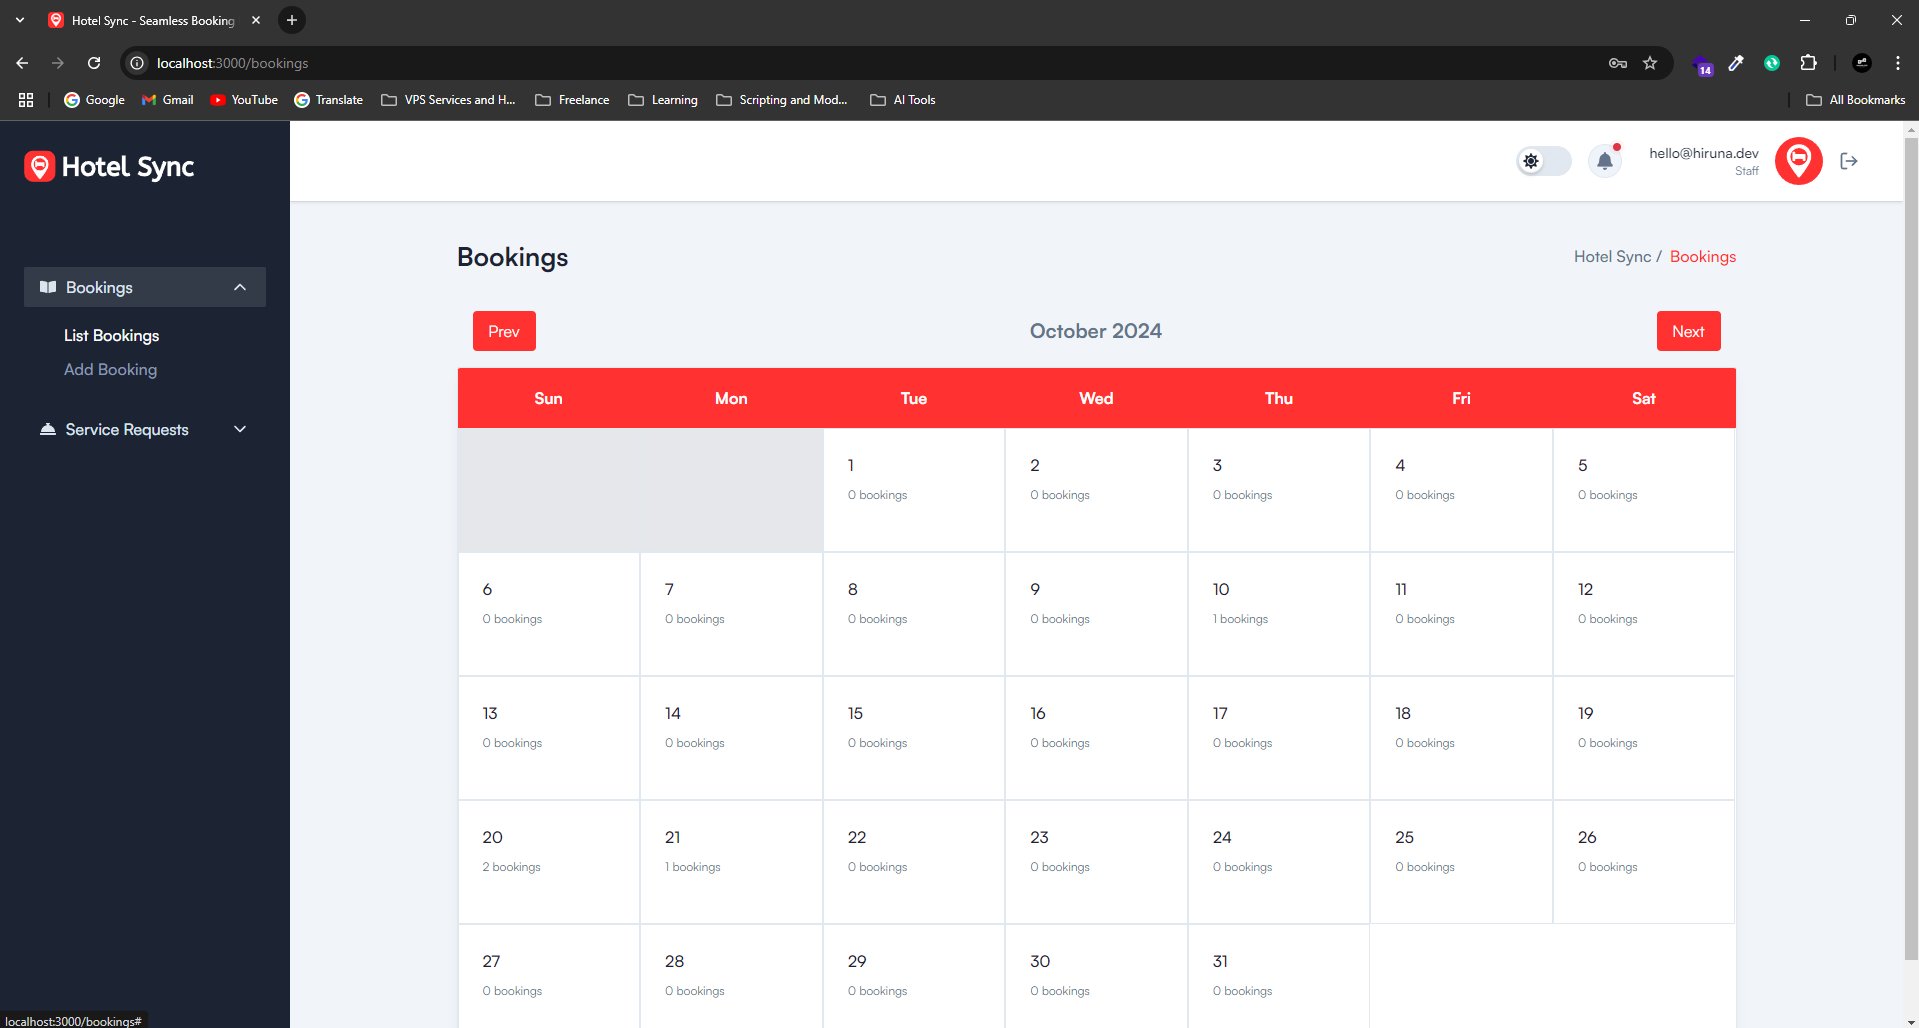 Hotel Sync - Seamless Booking
localhost:3000/bookings
14
Google Gmail YouTube Translate VPS Services and H... Freelance Learning Scripting and Mod... AI Tools All Bookmarks
Hotel Sync
hello@hiruna.dev
Staff
Bookings
List Bookings
Add Booking
Service Requests
Bookings
Hotel Sync / Bookings
Prev October 2024 Next
Sun Mon Tue Wed Thu Fri Sat
1 2 3 4 5
0 bookings 0 bookings 0 bookings 0 bookings 0 bookings
6 7 8 9 10 11 12
0 bookings 0 bookings 0 bookings 0 bookings 1 bookings 0 bookings 0 bookings
13 14 15 16 17 18 19
0 bookings 0 bookings 0 bookings 0 bookings 0 bookings 0 bookings 0 bookings
20 21 22 23 24 25 26
2 bookings 1 bookings 0 bookings 0 bookings 0 bookings 0 bookings 0 bookings
27 28 29 30 31
0 bookings 0 bookings 0 bookings 0 bookings 0 bookings
localhost:3000/bookings#